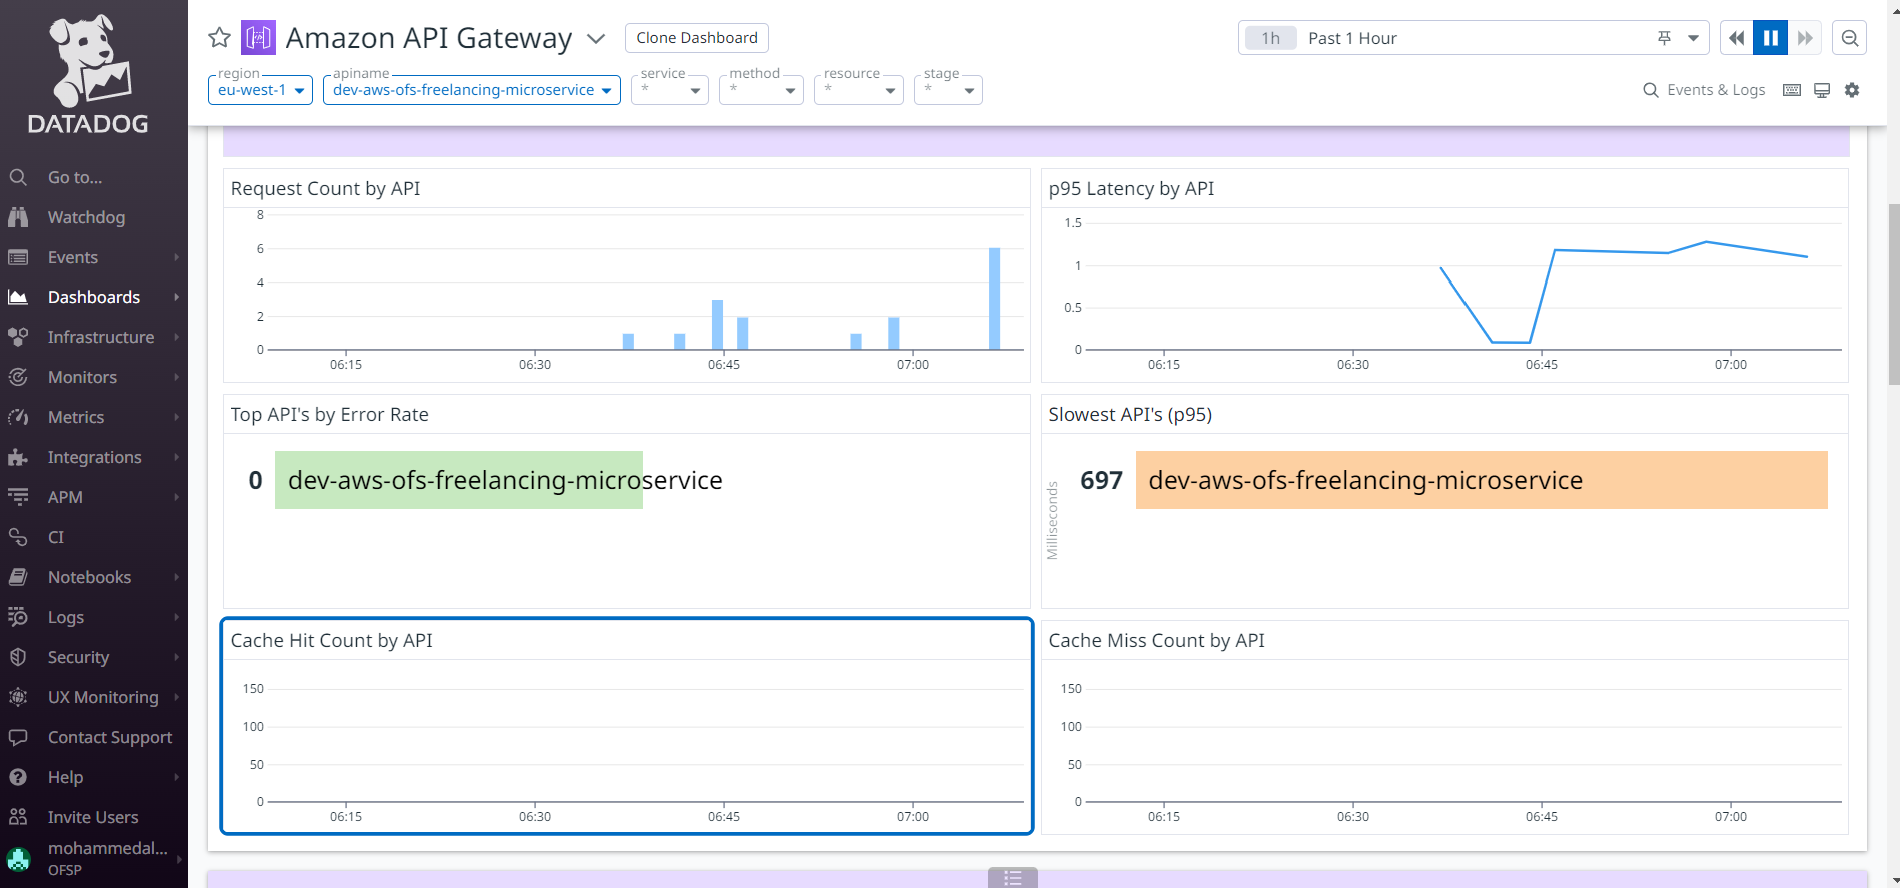 DATADOG
Go to...
Watchdog
Events
Dashboards
Infrastructure
Monitors
Metrics
Integrations
APM
CI
Notebooks
Logs
Security
UX Monitoring
Contact Support
Help
Invite Users
mohammedal...
OFSP
Amazon API Gateway
Clone Dashboard
1h Past 1 Hour
region
eu-west-1
apiname
dev-aws-ofs-freelancing-microservice
service
*
method
*
resource
*
stage
*
Events & Logs
Request Count by API
8
6
4
2
0
06:15 06:30 06:45 07:00
p95 Latency by API
1.5
1
0.5
0
06:15 06:30 06:45 07:00
Top API's by Error Rate
0 dev-aws-ofs-freelancing-microservice
Slowest API's (p95)
Milliseconds
697 dev-aws-ofs-freelancing-microservice
Cache Hit Count by API
150
100
50
0
06:15 06:30 06:45 07:00
Cache Miss Count by API
150
100
50
0
06:15 06:30 06:45 07:00